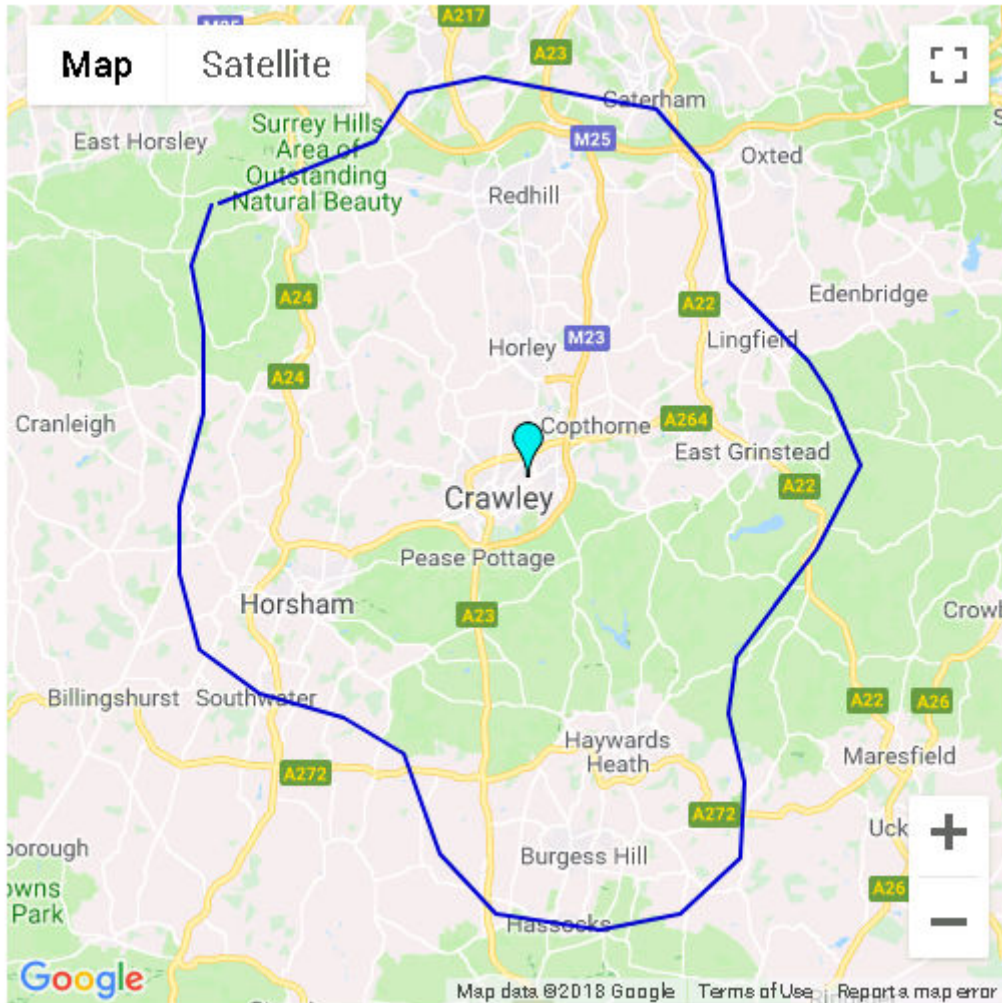 A217
M25
A23
Map
Satellite
Caterham
East Horsley
Surrey Hills
Area of
Outstanding
Natural Beauty
M25
Oxted
Redhill
A24
A22
Edenbridge
M23
Lingfield
Horley
A24
Cranleigh
Copthorne
A264
East Grinstead
Crawley
A22
Pease Pottage
Horsham
A23
Crowl
Billingshurst
Southwater
A22
A26
Haywards
Heath
Maresfield
A272
A272
Uck
borough
Burgess Hill
owns
Park
A26
Hassocks
Google
Map data ©2018 Google
Terms of Use
Report a map error